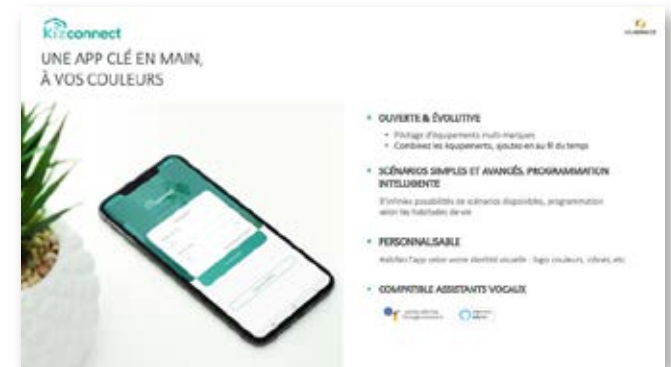 kizconnect
UNE APP CLÉ EN MAIN,
À VOS COULEURS
OUVERTE & ÉVOLUTIVE
Pilotage d'équipements multi-marques
Combinez les équipements, ajoutez-en au fil du temps
SCÉNARIOS SIMPLES ET AVANCÉS, PROGRAMMATION
INTELLIGENTE
D'infinies possibilités de scénarios disponibles, programmation
selon les habitudes de vie
PERSONNALISABLE
Habillez l'app selon votre identité visuelle : logo couleurs, icônes, etc
COMPATIBLE ASSISTANTS VOCAUX